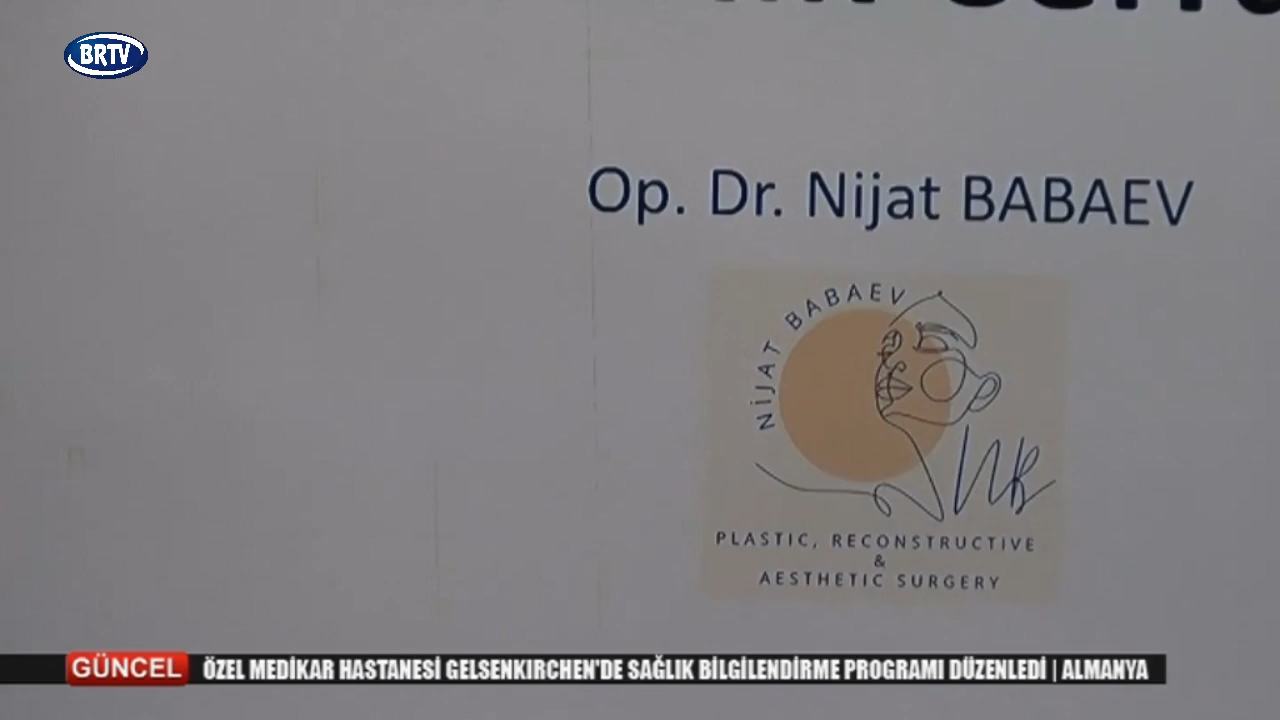 BRTV
Op. Dr. Nijat BABAEV
NİJAT BABAEV
PLASTIC, RECONSTRUCTIVE
&
AESTHETIC SURGERY
GÜNCEL ÖZEL MEDİKAR HASTANESİ GELSENKIRCHEN'DE SAĞLIK BİLGİLENDİRME PROGRAMI DÜZENLEDİ | ALMANYA